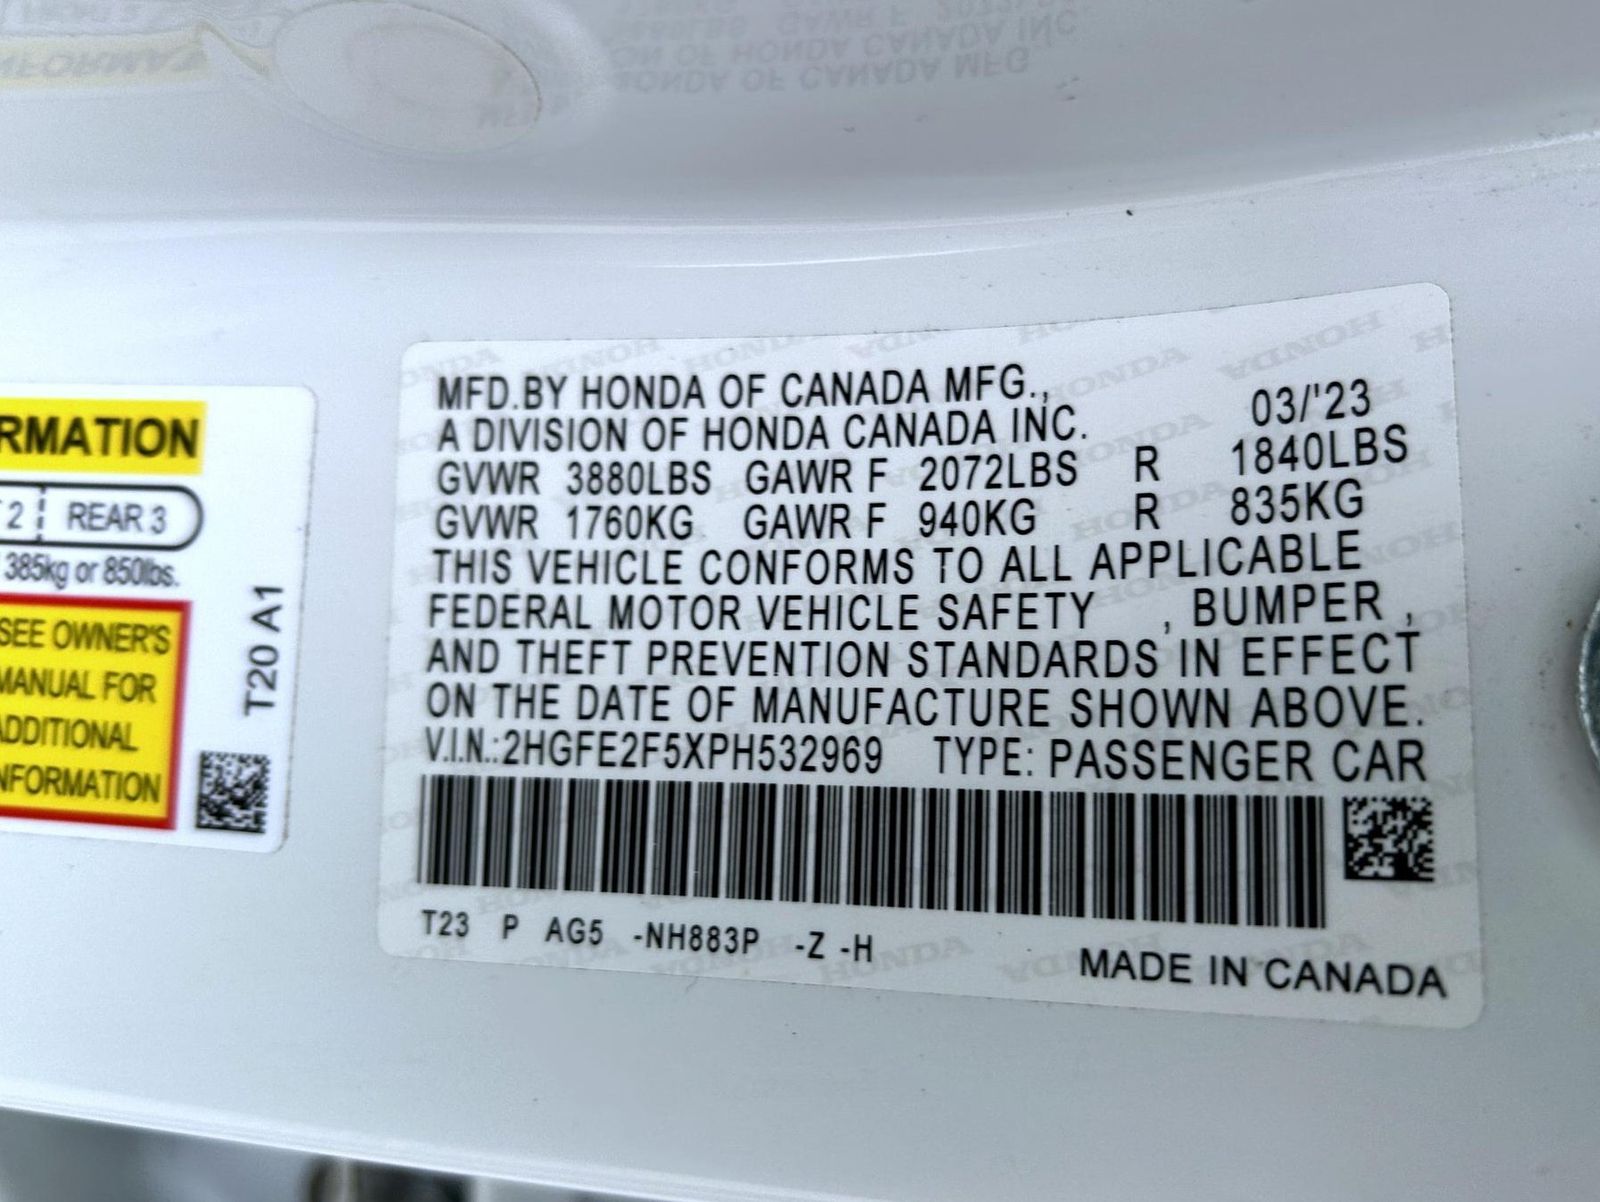 RMATION
2 REAR 3
385kg or 850lbs.
SEE OWNER'S
MANUAL FOR
ADDITIONAL
INFORMATION
T20 A1
MFD.BY HONDA OF CANADA MFG.,
A DIVISION OF HONDA CANADA INC. 03/'23
GVWR 3880LBS GAWR F 2072LBS R 1840LBS
GVWR 1760KG GAWR F 940KG R 835KG
THIS VEHICLE CONFORMS TO ALL APPLICABLE
FEDERAL MOTOR VEHICLE SAFETY , BUMPER ,
AND THEFT PREVENTION STANDARDS IN EFFECT
ON THE DATE OF MANUFACTURE SHOWN ABOVE.
V.I.N.:2HGFE2F5XPH532969 TYPE: PASSENGER CAR
T23 P AG5 -NH883P -Z -H
MADE IN CANADA